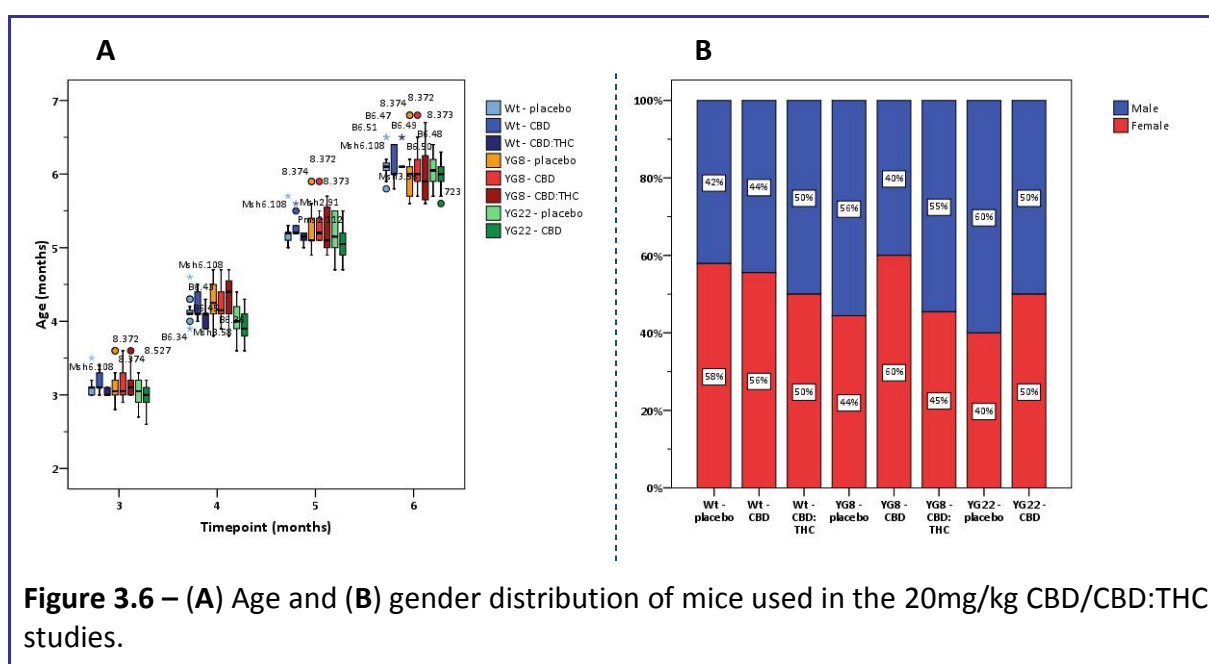 A
7
6
5
4
3
2
Age (months)
3
4
5
6
Timepoint (months)
Msh6.108
8.372
8.374
8.527
Msh6.108
B6.34
Msh3.58
8.374
8.372
8.373
Msh6.108
Msh2.91
8.374
8.372
B6.47
8.373
B6.51
B6.49
B6.48
Msh6.108
B6.50
723
Wt - placebo
Wt - CBD
Wt - CBD:THC
YG8 - placebo
YG8 - CBD
YG8 - CBD:THC
YG22 - placebo
YG22 - CBD
B
100%
80%
60%
40%
20%
0%
42%
44%
50%
56%
40%
55%
60%
50%
58%
56%
50%
44%
60%
45%
40%
50%
Wt - placebo
Wt - CBD
Wt - CBD: THC
YG8 - placebo
YG8 - CBD
YG8 - CBD: THC
YG22 - placebo
YG22 - CBD
Male
Female
Figure 3.6 – (A) Age and (B) gender distribution of mice used in the 20mg/kg CBD/CBD:THC
studies.